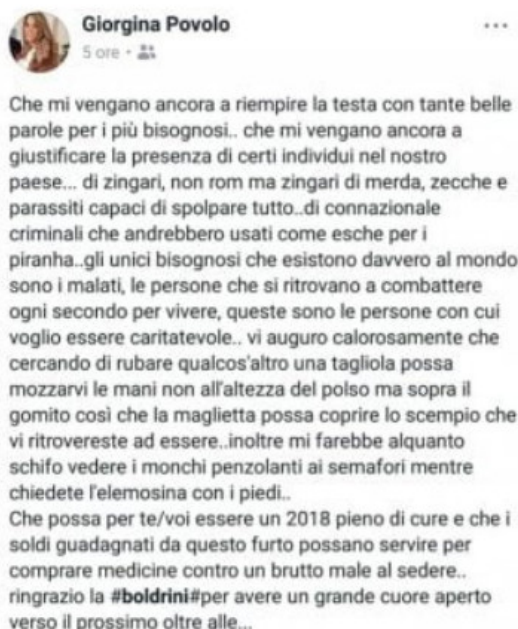 Giorgina Povolo
5 ore
Che mi vengano ancora a riempire la testa con tante belle
parole per i più bisognosi.. che mi vengano ancora a
giustificare la presenza di certi individui nel nostro
paese... di zingari, non rom ma zingari di merda, zecche e
parassiti capaci di spolpare tutto..di connazionale
criminali che andrebbero usati come esche per i
piranha..gli unici bisognosi che esistono davvero al mondo
sono i malati, le persone che si ritrovano a combattere
ogni secondo per vivere, queste sono le persone con cui
voglio essere caritatevole.. vi auguro calorosamente che
cercando di rubare qualcos'altro una tagliola possa
mozzarvi le mani non all'altezza del polso ma sopra il
gomito così che la maglietta possa coprire lo scempio che
vi ritrovereste ad essere..inoltre mi farebbe alquanto
schifo vedere i monchi penzolanti ai semafori mentre
chiedete l'elemosina con i piedi..
Che possa per te/voi essere un 2018 pieno di cure e che i
soldi guadagnati da questo furto possano servire per
comprare medicine contro un brutto male al sedere..
ringrazio la #boldrini#per avere un grande cuore aperto
verso il prossimo oltre alle...